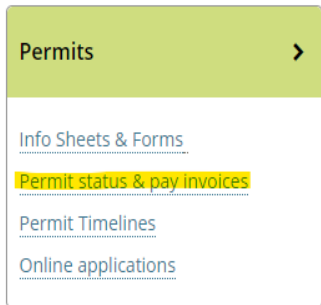 Permits
Info Sheets & Forms
Permit status & pay invoices
Permit Timelines
Online applications